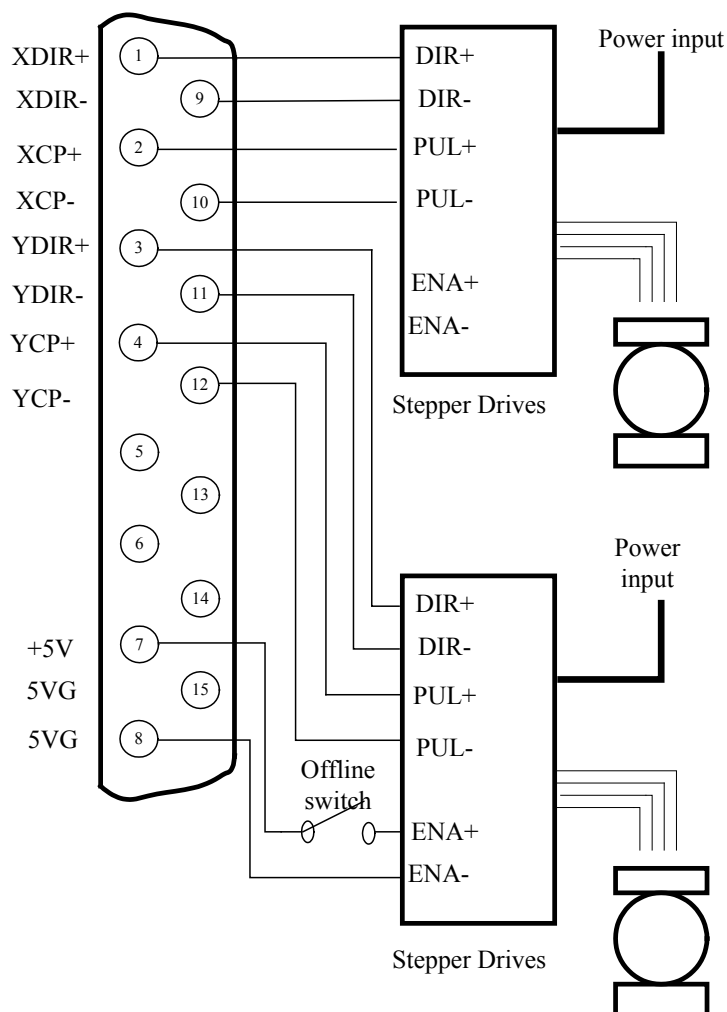 XDIR+
XDIR-
XCP+
XCP-
YDIR+
YDIR-
YCP+
YCP-
+5V
5VG
5VG
1
9
2
10
3
11
4
12
5
13
6
14
7
15
8
DIR+
DIR-
PUL+
PUL-
ENA+
ENA-
Stepper Drives
Power input
DIR+
DIR-
PUL+
PUL-
ENA+
ENA-
Stepper Drives
Power
input
Offline
switch